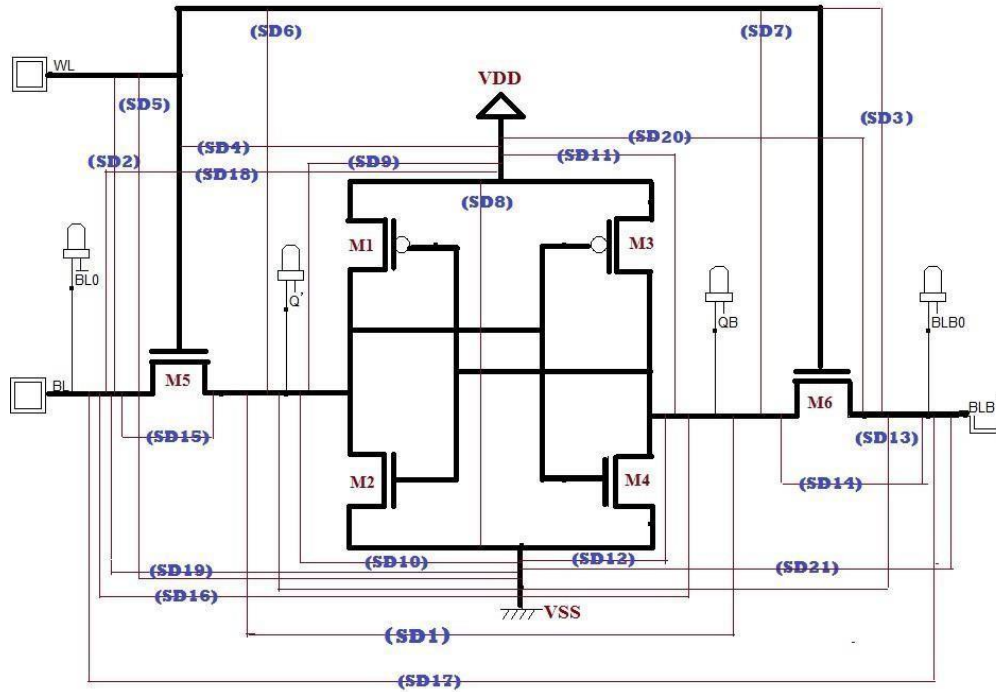 (SD6)
(SD7)
WL
VDD
(SD5)
(SD3)
(SD20)
(SD2)
(SD4)
(SD9)
(SD11)
(SD18)
(SD8)
M1
M3
BL0
Q'
QB
BLB0
BL
M5
M6
BLB
(SD15)
(SD13)
M2
M4
(SD14)
(SD10)
(SD12)
(SD19)
(SD21)
(SD16)
VSS
(SD1)
(SD17)